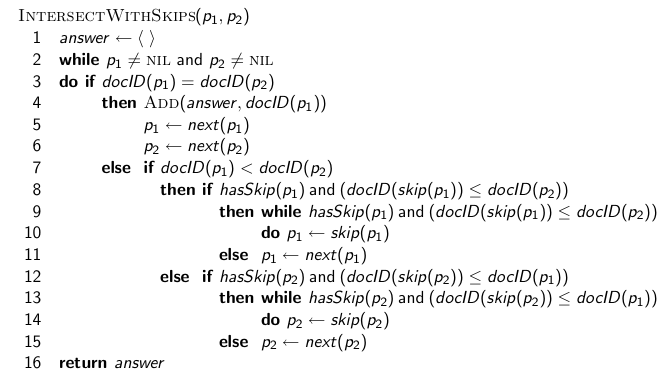 INTERSECTWITHSKIPS(p₁, p₂)
1 answer ← ⟨ ⟩
2 while p₁ ≠ NIL and p₂ ≠ NIL
3 do if docID(p₁) = docID(p₂)
4 then ADD(answer, docID(p₁))
5 p₁ ← next(p₁)
6 p₂ ← next(p₂)
7 else if docID(p₁) < docID(p₂)
8 then if hasSkip(p₁) and (docID(skip(p₁)) ≤ docID(p₂))
9 then while hasSkip(p₁) and (docID(skip(p₁)) ≤ docID(p₂))
10 do p₁ ← skip(p₁)
11 else p₁ ← next(p₁)
12 else if hasSkip(p₂) and (docID(skip(p₂)) ≤ docID(p₁))
13 then while hasSkip(p₂) and (docID(skip(p₂)) ≤ docID(p₁))
14 do p₂ ← skip(p₂)
15 else p₂ ← next(p₂)
16 return answer